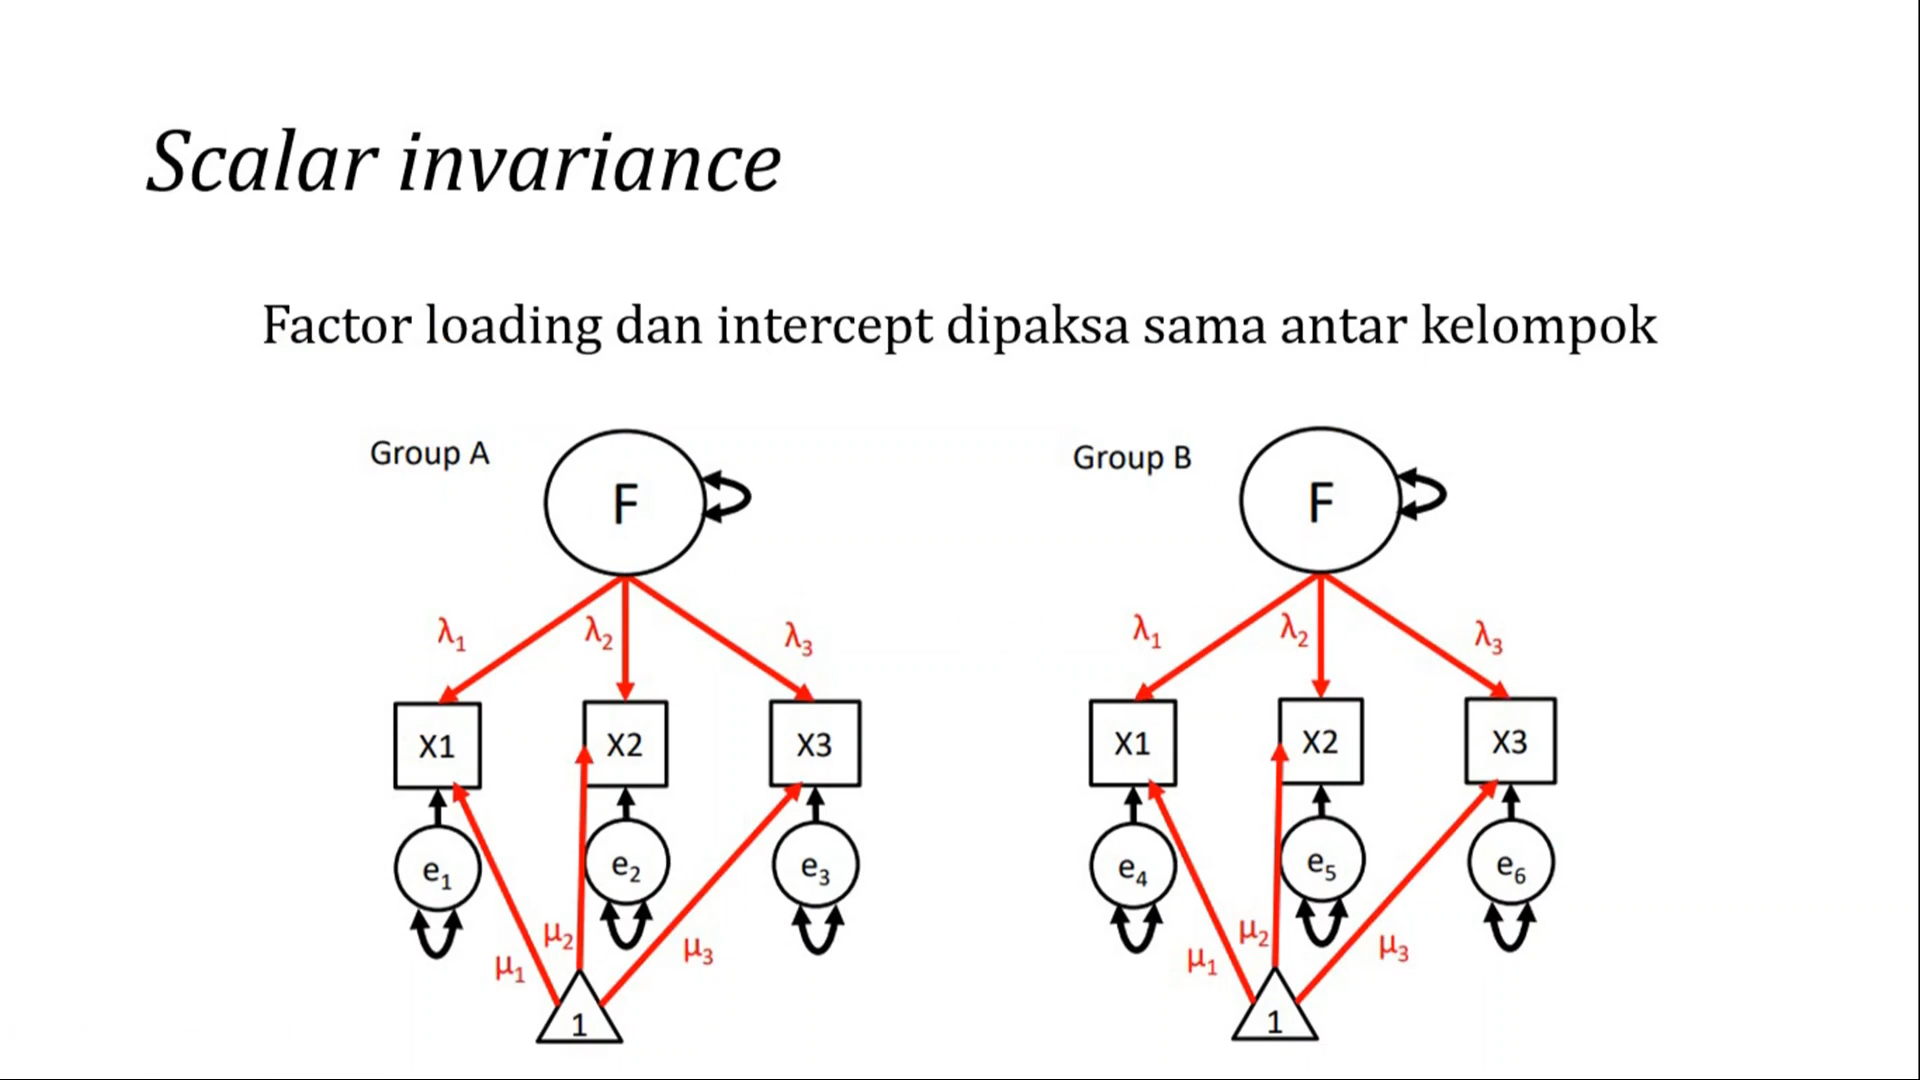 Scalar invariance
Factor loading dan intercept dipaksa sama antar kelompok
Group A
F
λ1
λ2
λ3
X1
X2
X3
e1
e2
e3
μ1
μ2
μ3
1
Group B
F
λ1
λ2
λ3
X1
X2
X3
e4
e5
e6
μ1
μ2
μ3
1